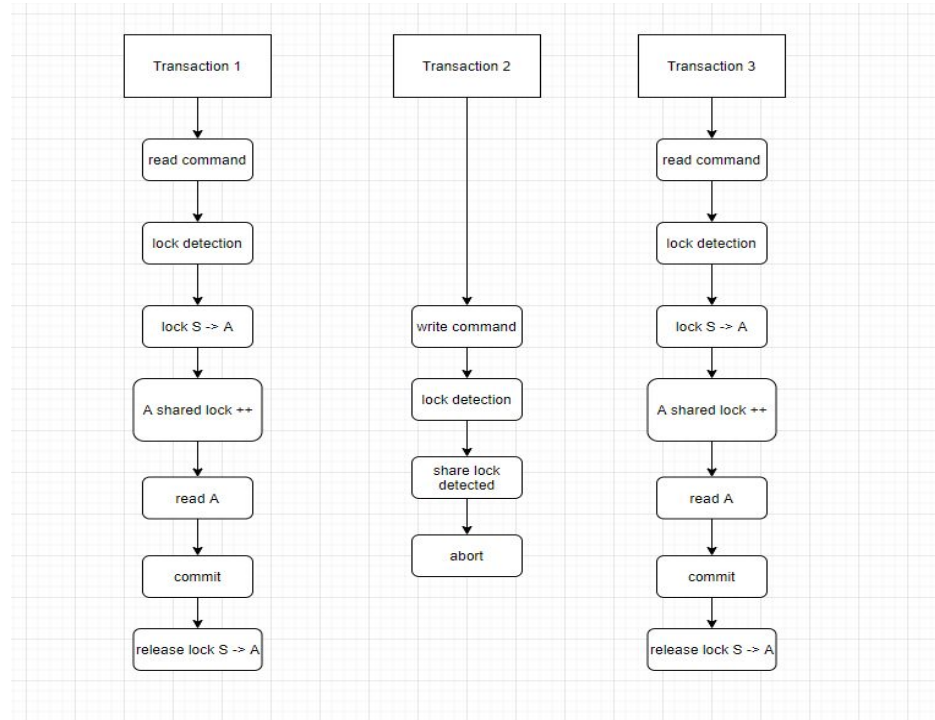 Transaction 1
Transaction 2
Transaction 3
read command
read command
lock detection
lock detection
lock S -> A
write command
lock S -> A
A shared lock ++
lock detection
A shared lock ++
share lock
detected
read A
read A
abort
commit
commit
release lock S -> A
release lock S -> A